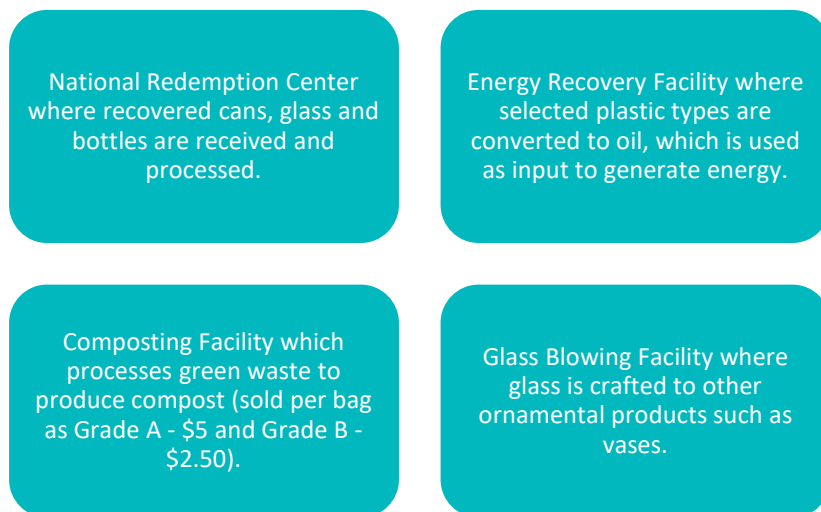 National Redemption Center
where recovered cans, glass and
bottles are received and
processed.
Energy Recovery Facility where
selected plastic types are
converted to oil, which is used
as input to generate energy.
Composting Facility which
processes green waste to
produce compost (sold per bag
as Grade A - $5 and Grade B -
$2.50).
Glass Blowing Facility where
glass is crafted to other
ornamental products such as
vases.